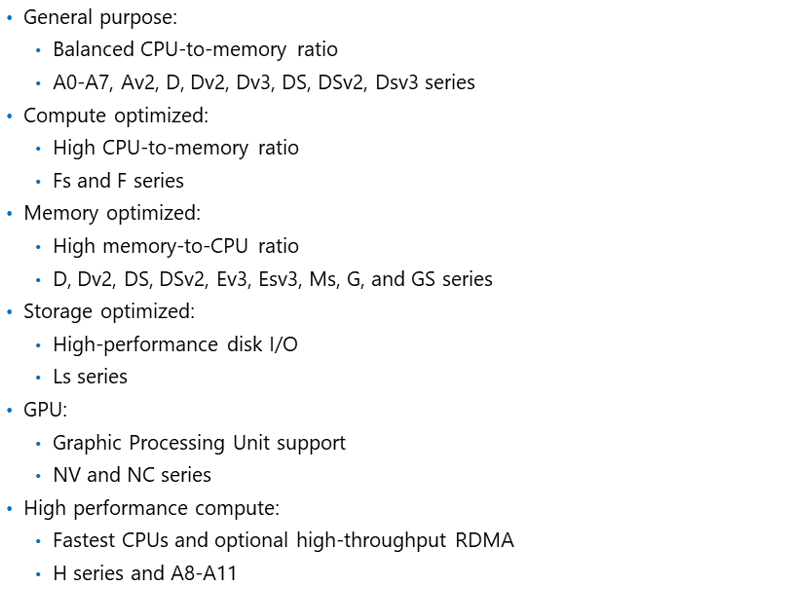 • General purpose:
• Balanced CPU-to-memory ratio
• A0-A7, Av2, D, Dv2, Dv3, DS, DSv2, Dsv3 series
• Compute optimized:
• High CPU-to-memory ratio
• Fs and F series
• Memory optimized:
• High memory-to-CPU ratio
• D, Dv2, DS, DSv2, Ev3, Esv3, Ms, G, and GS series
• Storage optimized:
• High-performance disk I/O
• Ls series
• GPU:
• Graphic Processing Unit support
• NV and NC series
• High performance compute:
• Fastest CPUs and optional high-throughput RDMA
• H series and A8-A11